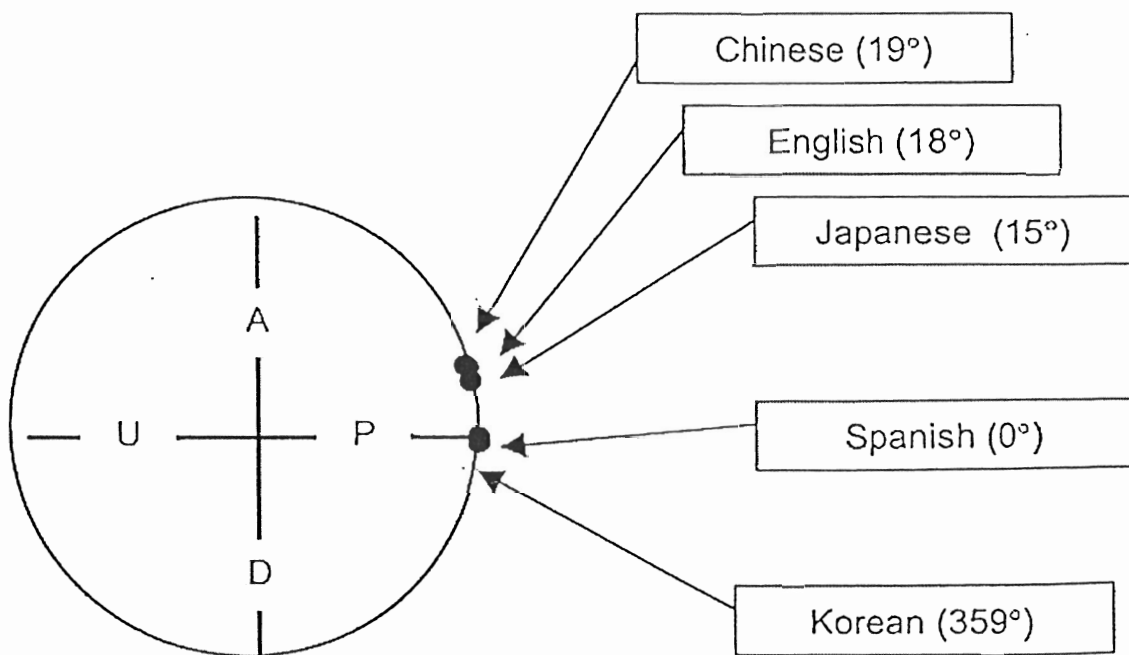 Chinese (19°)
English (18°)
Japanese (15°)
A
U
P
Spanish (0°)
D
Korean (359°)